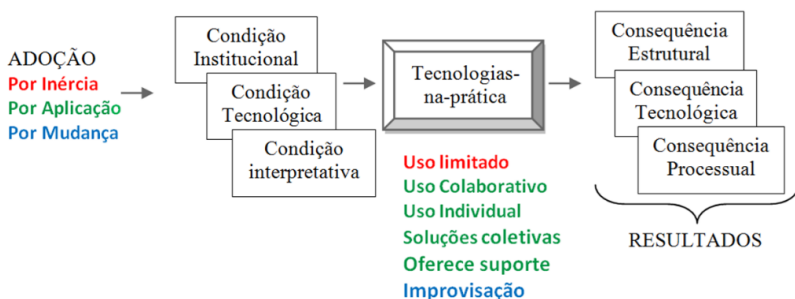 ADOÇÃO
Por Inércia
Por Aplicação
Por Mudança
Condição
Institucional
Condição
Tecnológica
Condição
interpretativa
Tecnologias-
na-prática
Uso limitado
Uso Colaborativo
Uso Individual
Soluções coletivas
Oferece suporte
Improvisação
Consequência
Estrutural
Consequência
Tecnológica
Consequência
Processual
RESULTADOS